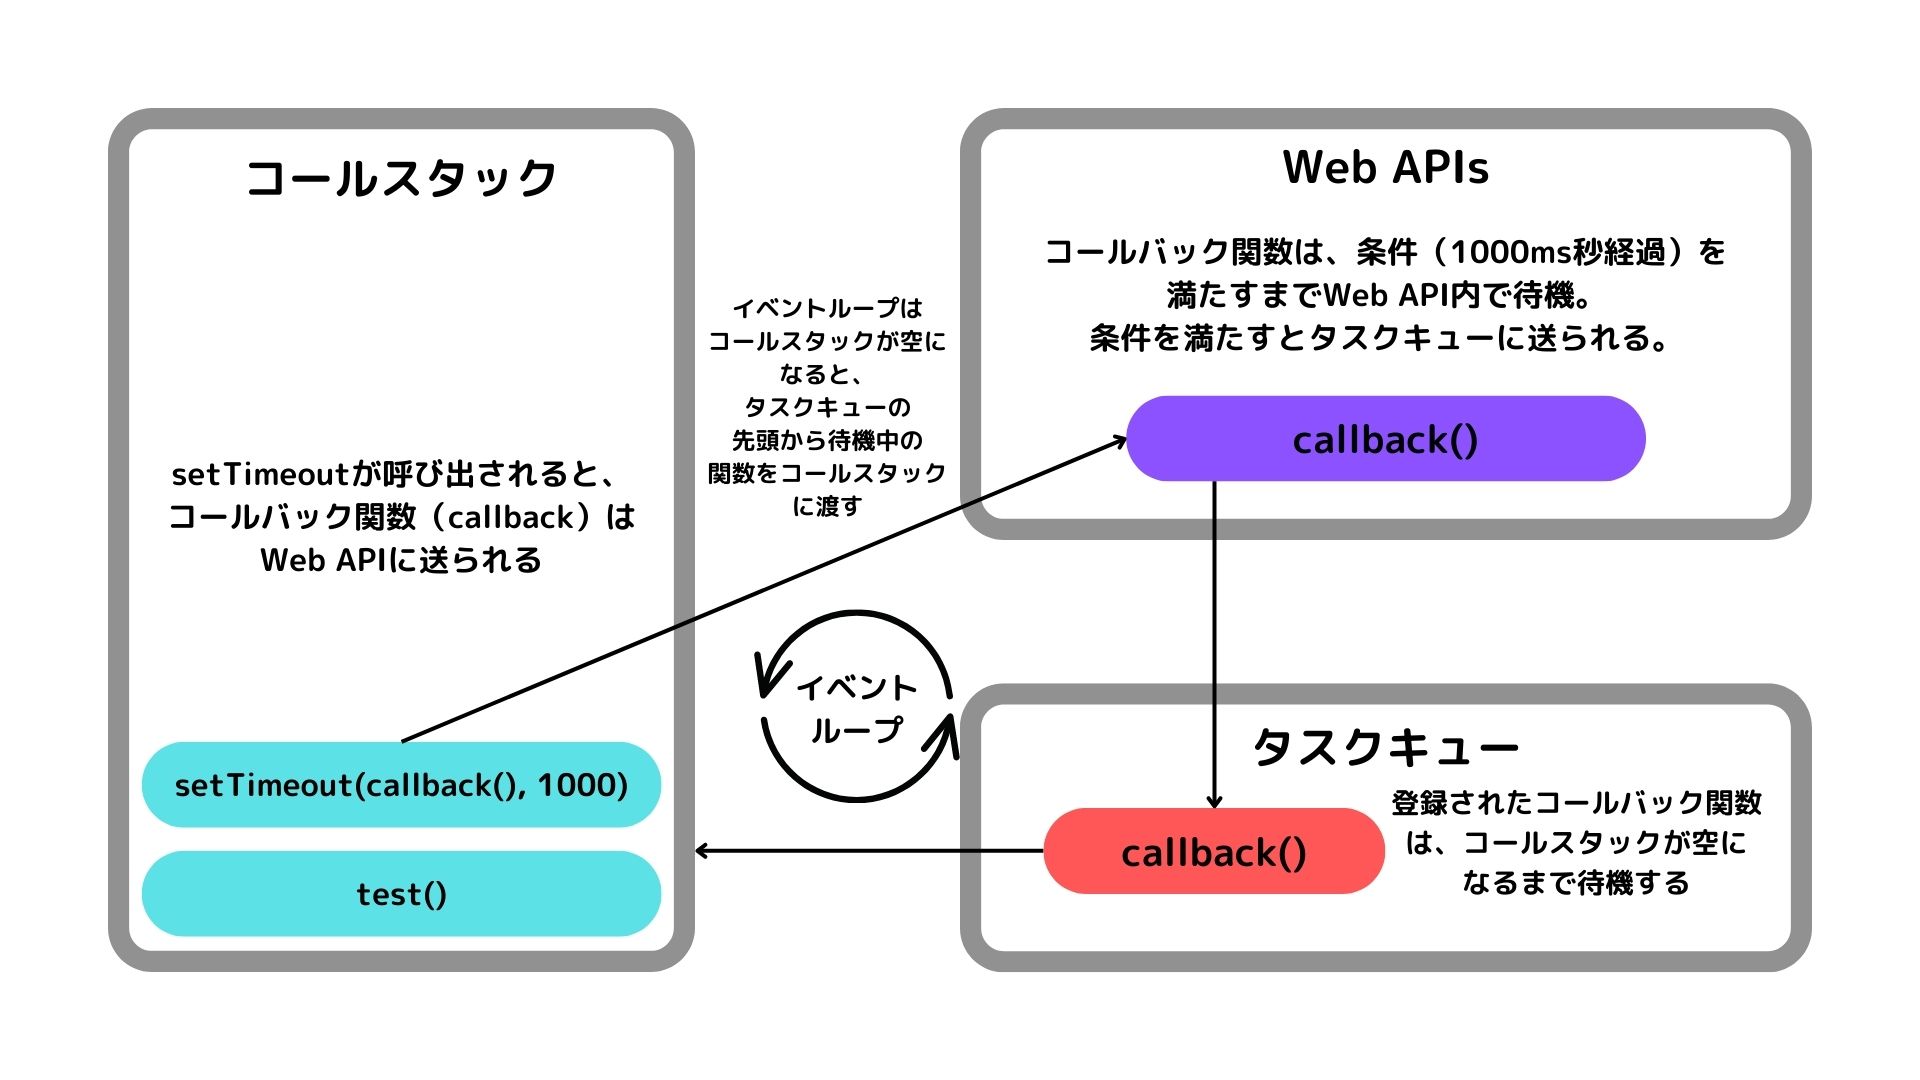 コールスタック
setTimeoutが呼び出されると、
コールバック関数（callback）は
Web APIに送られる
setTimeout(callback(), 1000)
test()
イベントループは
コールスタックが空に
なると、
タスクキューの
先頭から待機中の
関数をコールスタック
に渡す
イベント
ループ
Web APIs
コールバック関数は、条件（1000ms秒経過）を
満たすまでWeb API内で待機。
条件を満たすとタスクキューに送られる。
callback()
タスクキュー
callback()
登録されたコールバック関数
は、コールスタックが空に
なるまで待機する